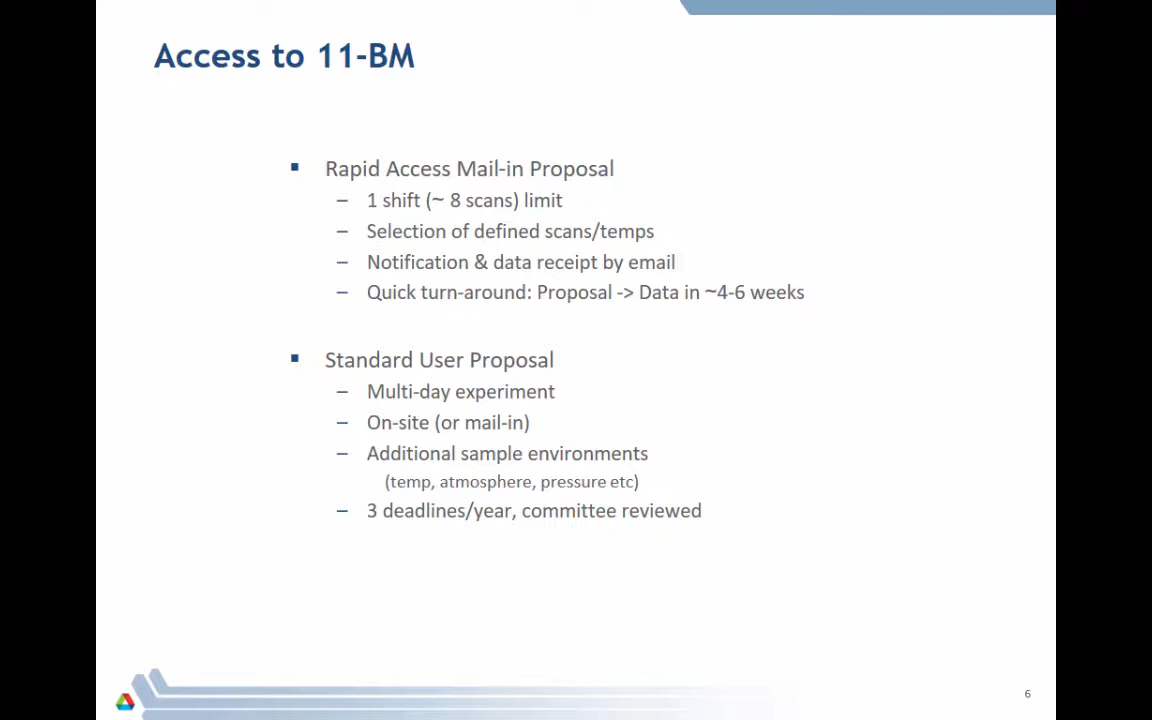 Access to 11-BM
▪ Rapid Access Mail-in Proposal
– 1 shift (~ 8 scans) limit
– Selection of defined scans/temps
– Notification & data receipt by email
– Quick turn-around: Proposal -> Data in ~4-6 weeks
▪ Standard User Proposal
– Multi-day experiment
– On-site (or mail-in)
– Additional sample environments
(temp, atmosphere, pressure etc)
– 3 deadlines/year, committee reviewed
6